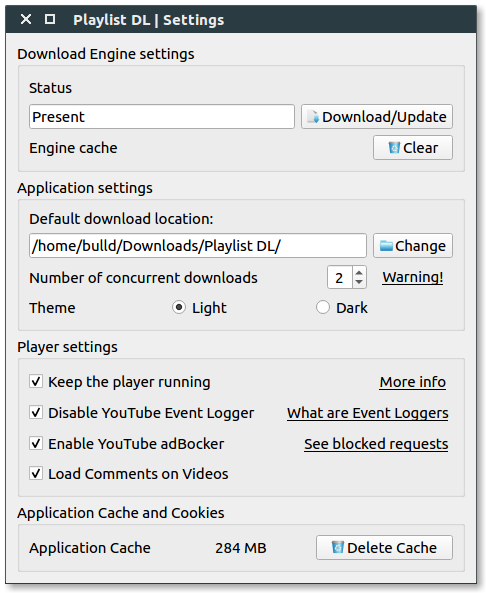 Playlist DL | Settings
Download Engine settings
Status
Present Download/Update
Engine cache Clear
Application settings
Default download location:
/home/bulld/Downloads/Playlist DL/ Change
Number of concurrent downloads 2 Warning!
Theme Light Dark
Player settings
Keep the player running More info
Disable YouTube Event Logger What are Event Loggers
Enable YouTube adBocker See blocked requests
Load Comments on Videos
Application Cache and Cookies
Application Cache 284 MB Delete Cache